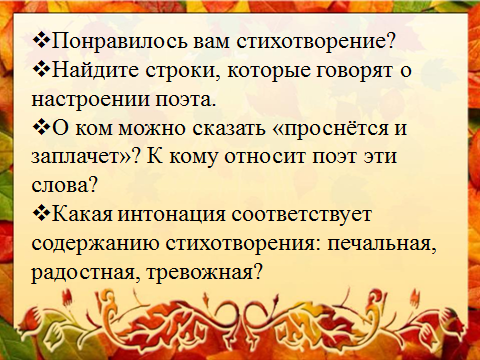 ❖Понравилось вам стихотворение?
❖Найдите строки, которые говорят о
настроении поэта.
❖О ком можно сказать «проснётся и
заплачет»? К кому относит поэт эти
слова?
❖Какая интонация соответствует
содержанию стихотворения: печальная,
радостная, тревожная?